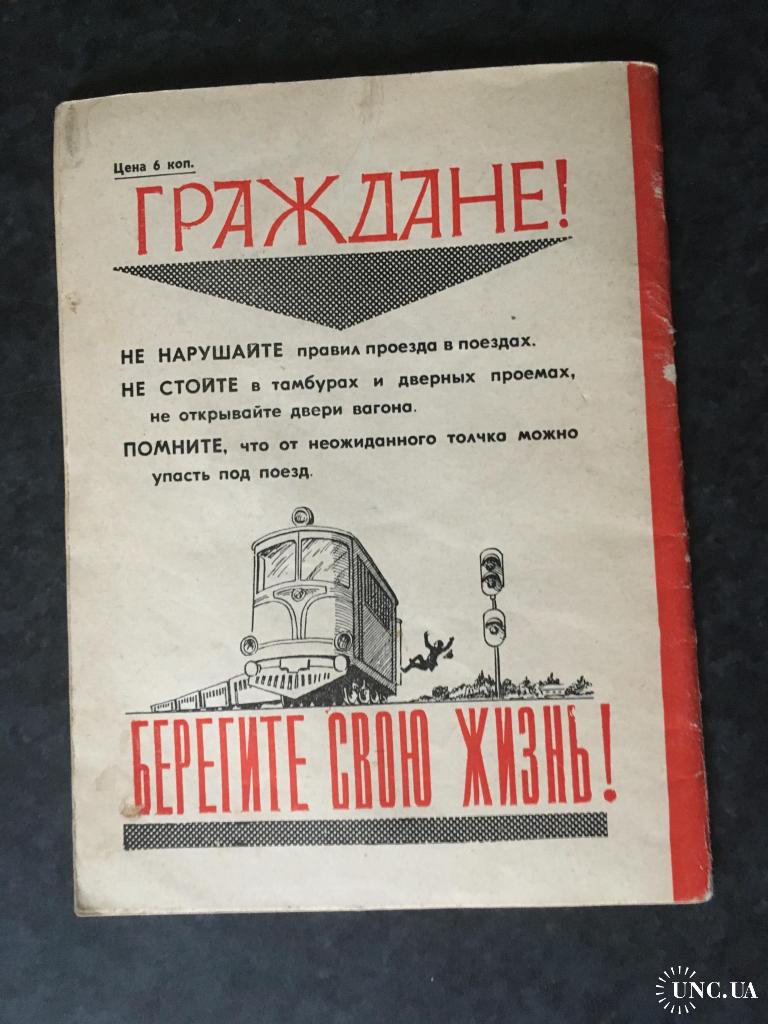 Цена 6 коп.
ГРАЖДАНЕ!
НЕ НАРУШАЙТЕ правил проезда в поездах.
НЕ СТОЙТЕ в тамбурах и дверных проемах,
не открывайте двери вагона.
ПОМНИТЕ, что от неожиданного толчка можно
упасть под поезд.
БЕРЕГИТЕ СВОЮ ЖИЗНЬ!
UNC.UA